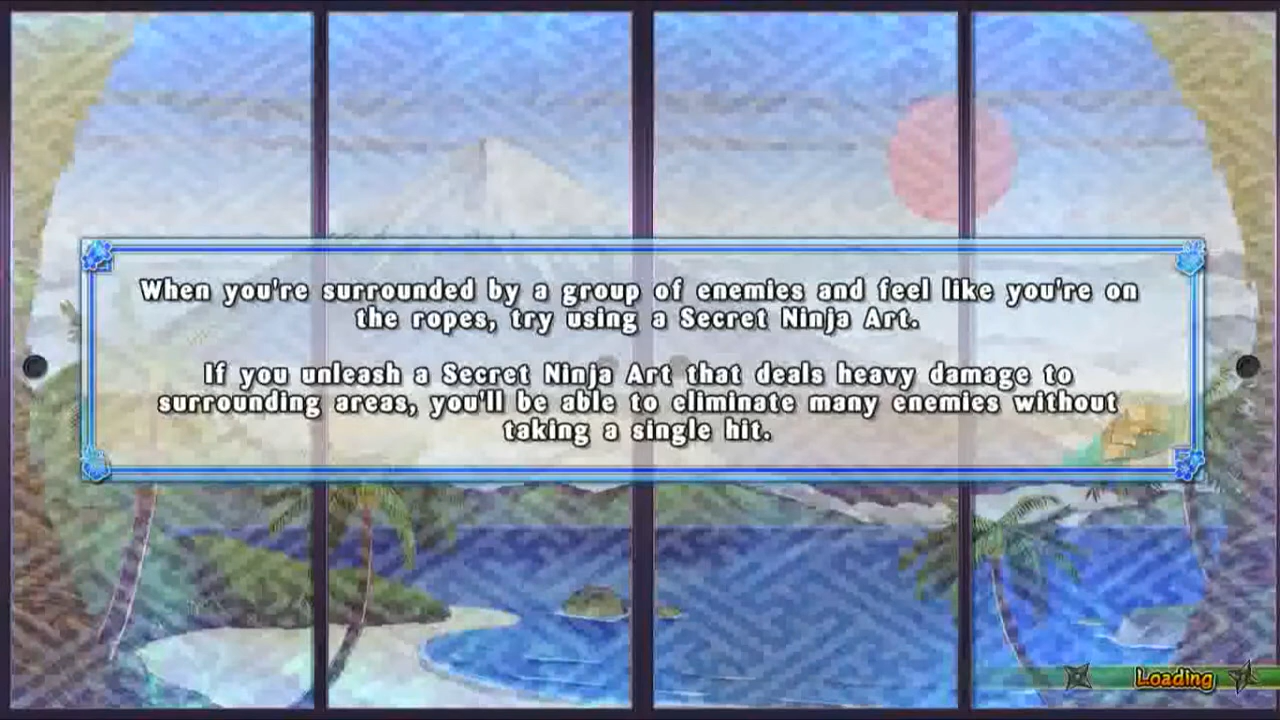 When you're surrounded by a group of enemies and feel like you're on
the ropes, try using a Secret Ninja Art.
If you unleash a Secret Ninja Art that deals heavy damage to
surrounding areas, you'll be able to eliminate many enemies without
taking a single hit.
Loading